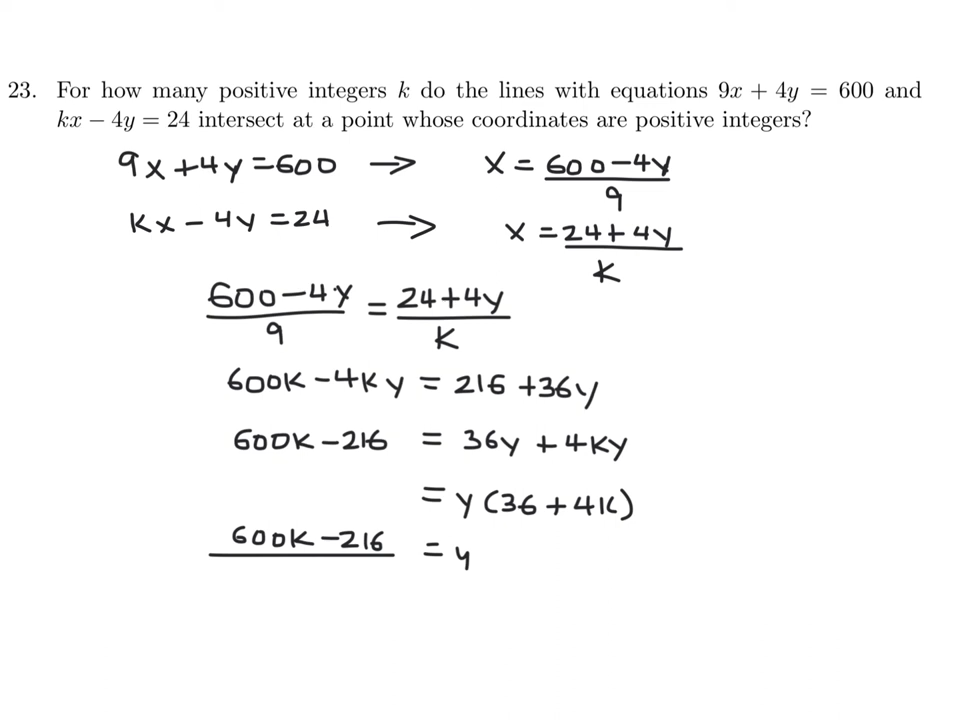 23. For how many positive integers k do the lines with equations 9x + 4y = 600 and
kx − 4y = 24 intersect at a point whose coordinates are positive integers?
9x + 4y = 600 → x = (600 − 4y)/9
kx − 4y = 24 → x = (24 + 4y)/k
(600 − 4y)/9 = (24 + 4y)/k
600k − 4ky = 216 + 36y
600k − 216 = 36y + 4ky
= y(36 + 4k)
600k − 216 = y